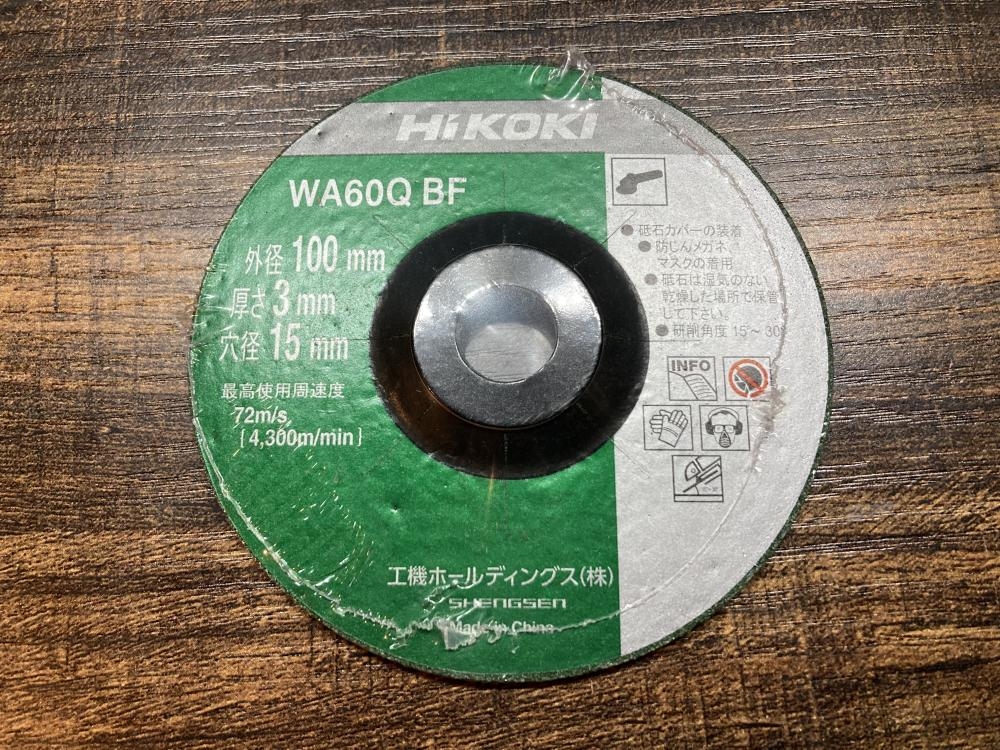 HiKOKI
WA60Q BF
外径 100 mm
厚さ 3 mm
穴径 15 mm
最高使用周速度
72m/s
{4,300m/min}
● 砥石カバーの装着
● 防じんメガネ、
マスクの着用
● 砥石は湿気のない
乾燥した場所で保管
して下さい。
● 研削角度 15~30°
INFO
工機ホールディングス(株)
SHENGSEN
Made in China